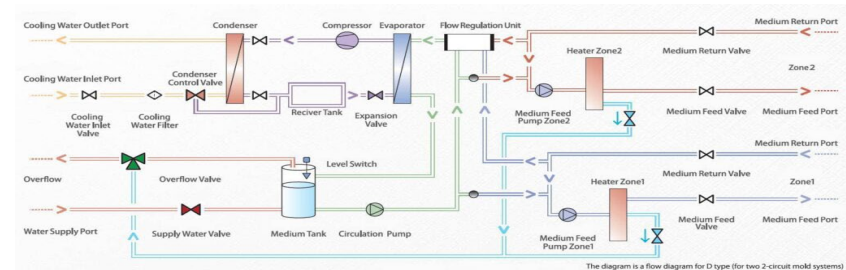 Cooling Water Outlet Port
Condenser
Compressor
Evaporator
Flow Regulation Unit
Medium Return Port
Medium Return Valve
Heater Zone2
Zone2
Cooling Water Inlet Port
Condenser
Control Valve
Cooling
Water Inlet
Valve
Cooling
Water Filter
Reciver Tank
Expansion
Valve
Medium Feed
Pump Zone2
Medium Feed Valve
Medium Feed Port
Medium Return Port
Medium Return Valve
Level Switch
Overflow
Overflow Valve
Heater Zone1
Zone1
Water Supply Port
Supply Water Valve
Medium Tank
Circulation Pump
Medium Feed
Pump Zone1
Medium Feed
Valve
Medium Feed Port
The diagram is a flow diagram for D type (for two 2-circuit mold systems)